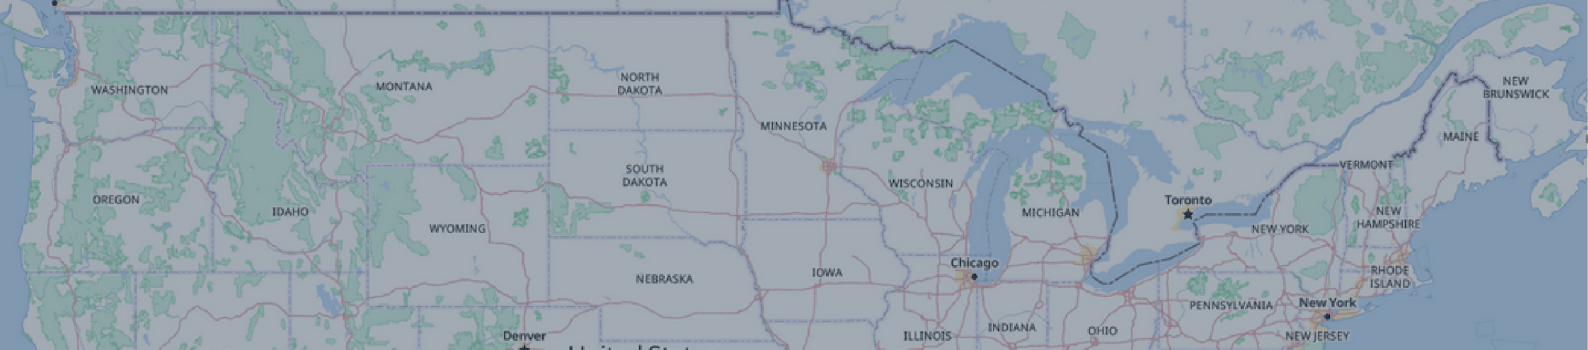 NEW
BRUNSWICK
NORTH
DAKOTA
MONTANA
WASHINGTON
MINNESOTA
MAINE
VERMONT
SOUTH
DAKOTA
WISCONSIN
OREGON
Toronto
IDAHO
MICHIGAN
NEW
HAMPSHIRE
WYOMING
NEW YORK
Chicago
IOWA
RHODE
ISLAND
NEBRASKA
New York
PENNSYLVANIA
INDIANA
OHIO
Denver
ILLINOIS
NEW JERSEY